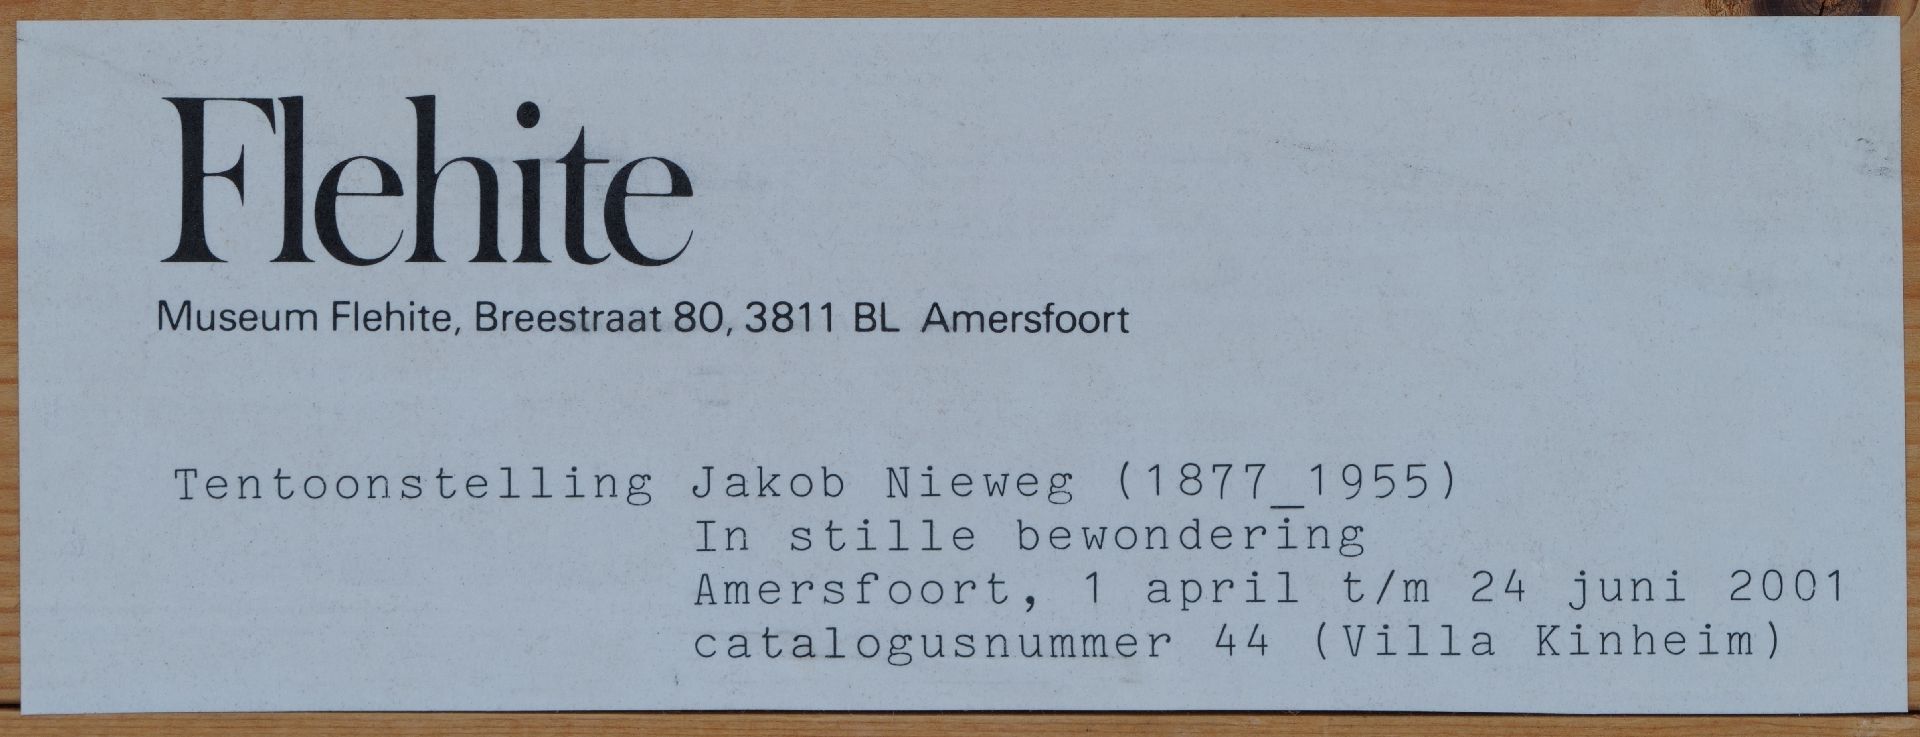 Flehite
Museum Flehite, Breestraat 80, 3811 BL Amersfoort
Tentoonstelling Jakob Nieweg (1877_1955)
In stille bewondering
Amersfoort, 1 april t/m 24 juni 2001
catalogusnummer 44 (Villa Kinheim)